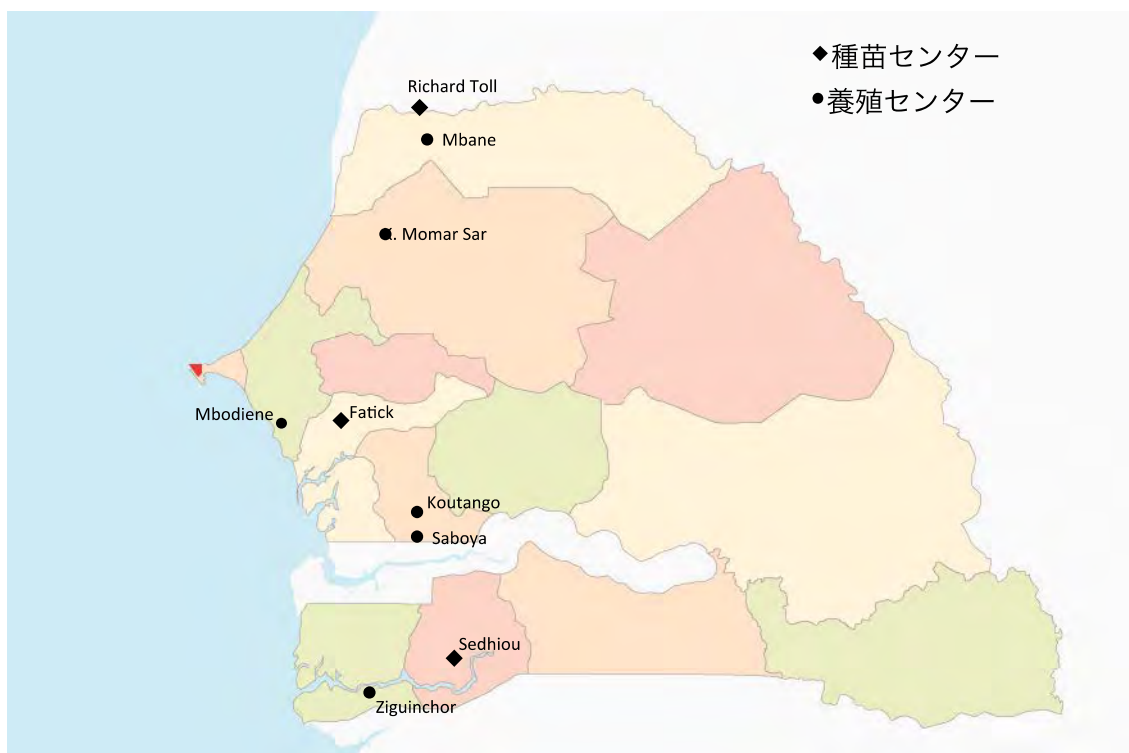 ◆種苗センター
●養殖センター
Richard Toll
Mbane
. Momar Sar
Mbodiene
Fatick
Koutango
Saboya
Sedhiou
Ziguinchor